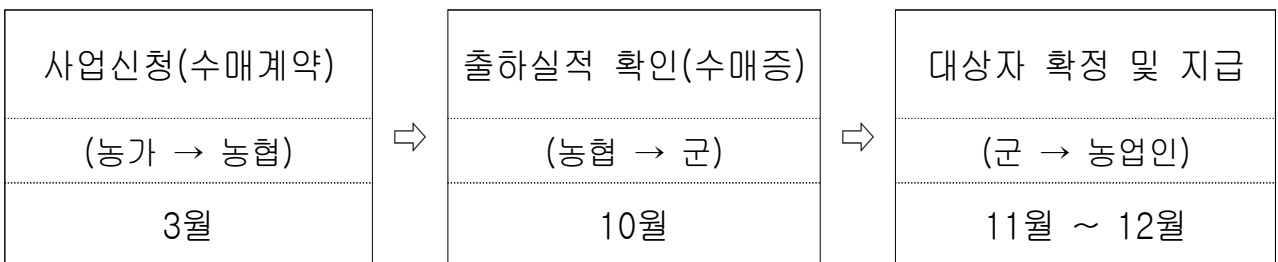 사업신청(수매계약)
(농가 → 농협)
3월
⇨
출하실적 확인(수매증)
(농협 → 군)
10월
⇨
대상자 확정 및 지급
(군 → 농업인)
11월 ~ 12월